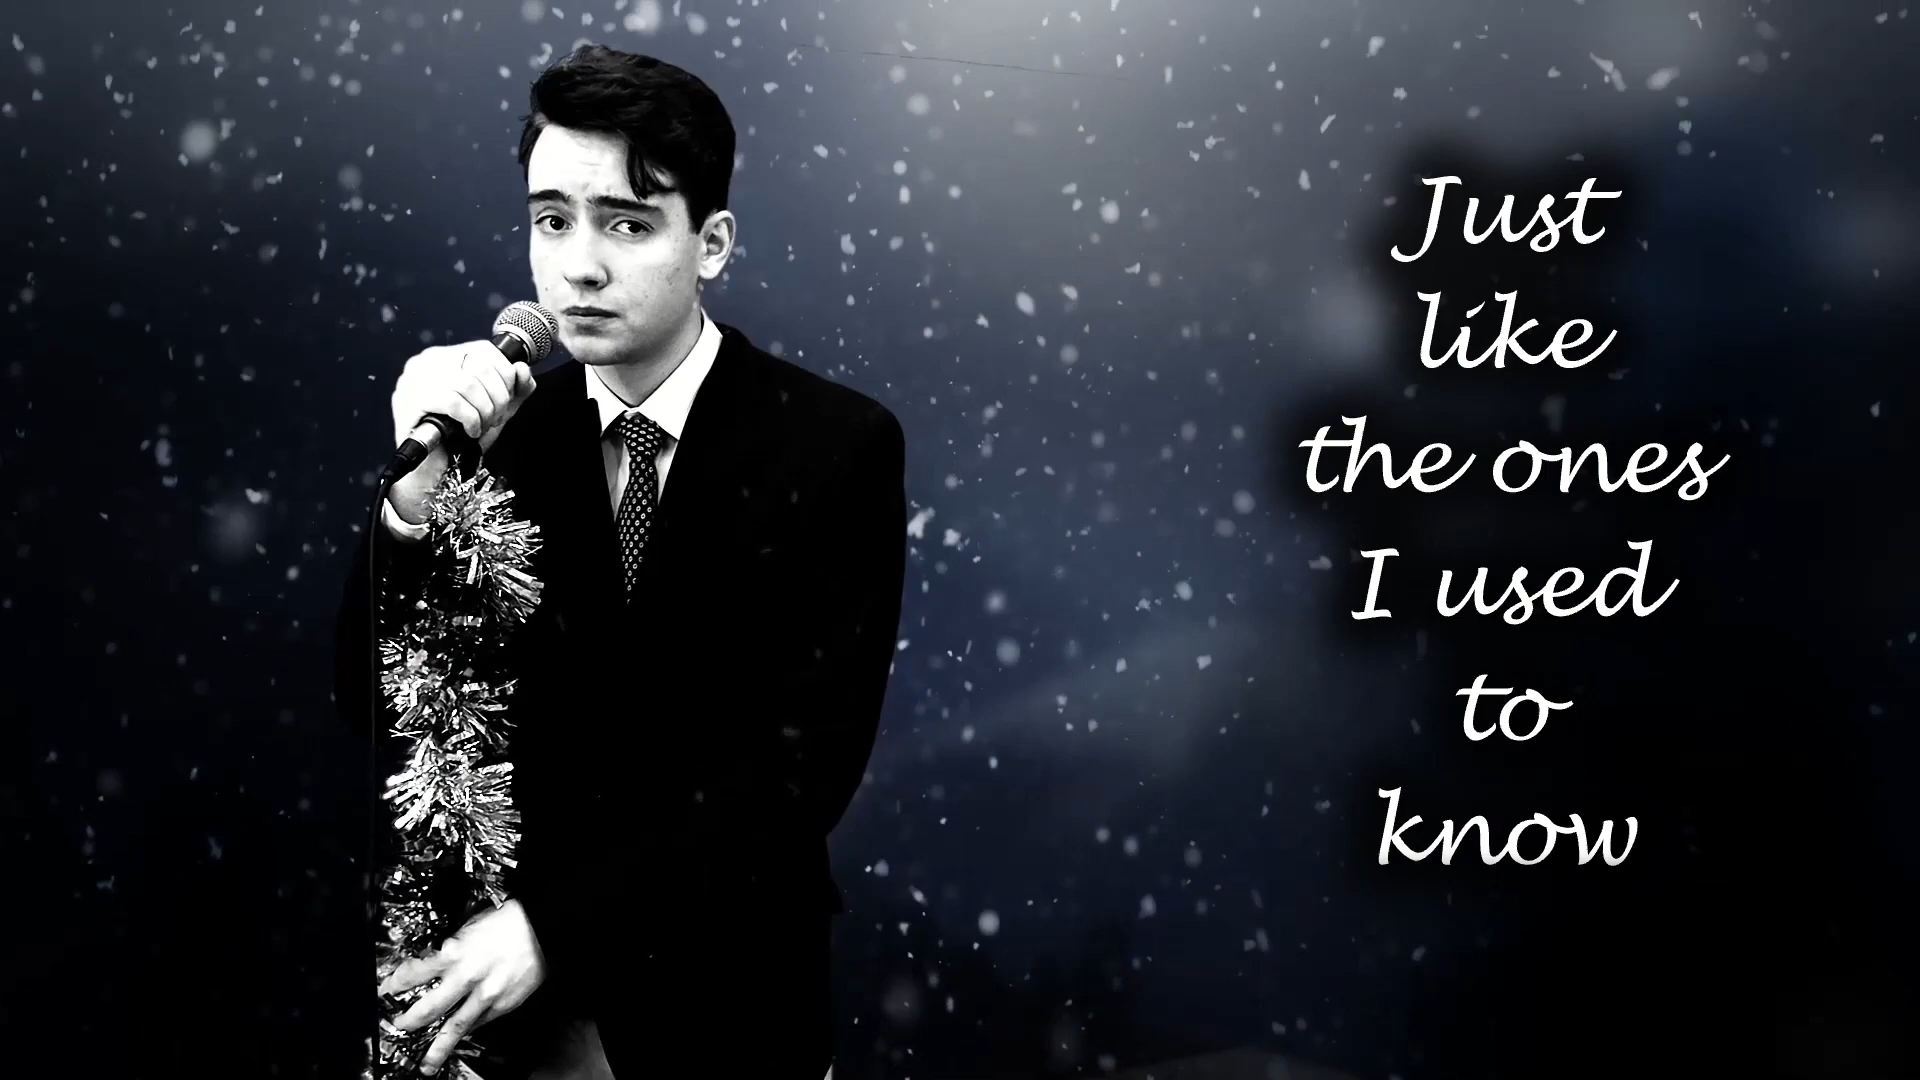 Just
like
the ones
I used
to
know